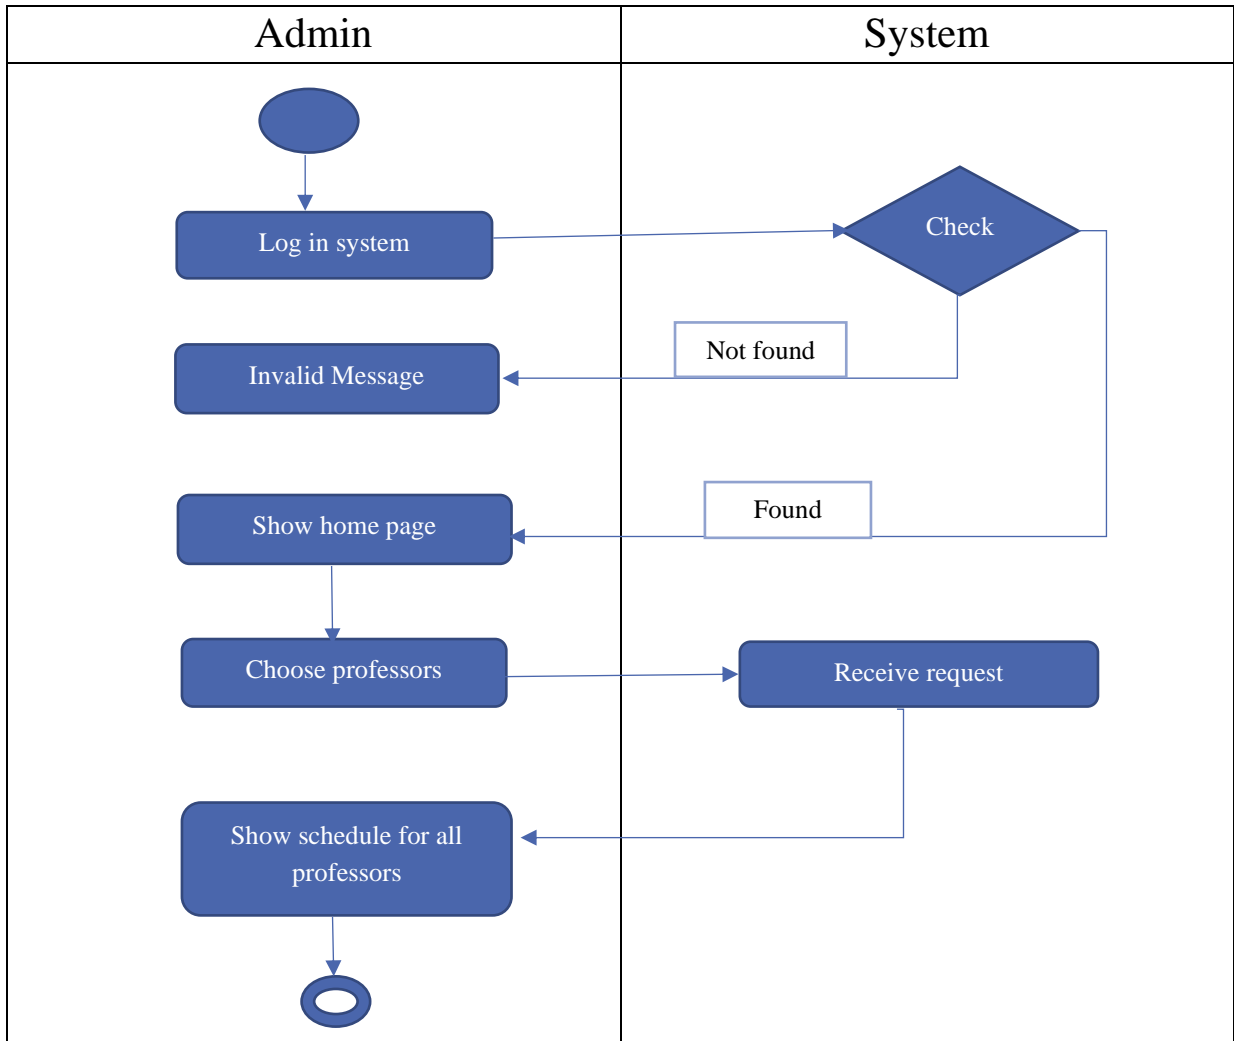 Admin
System
Log in system
Check
Not found
Invalid Message
Found
Show home page
Choose professors
Receive request
Show schedule for all
professors